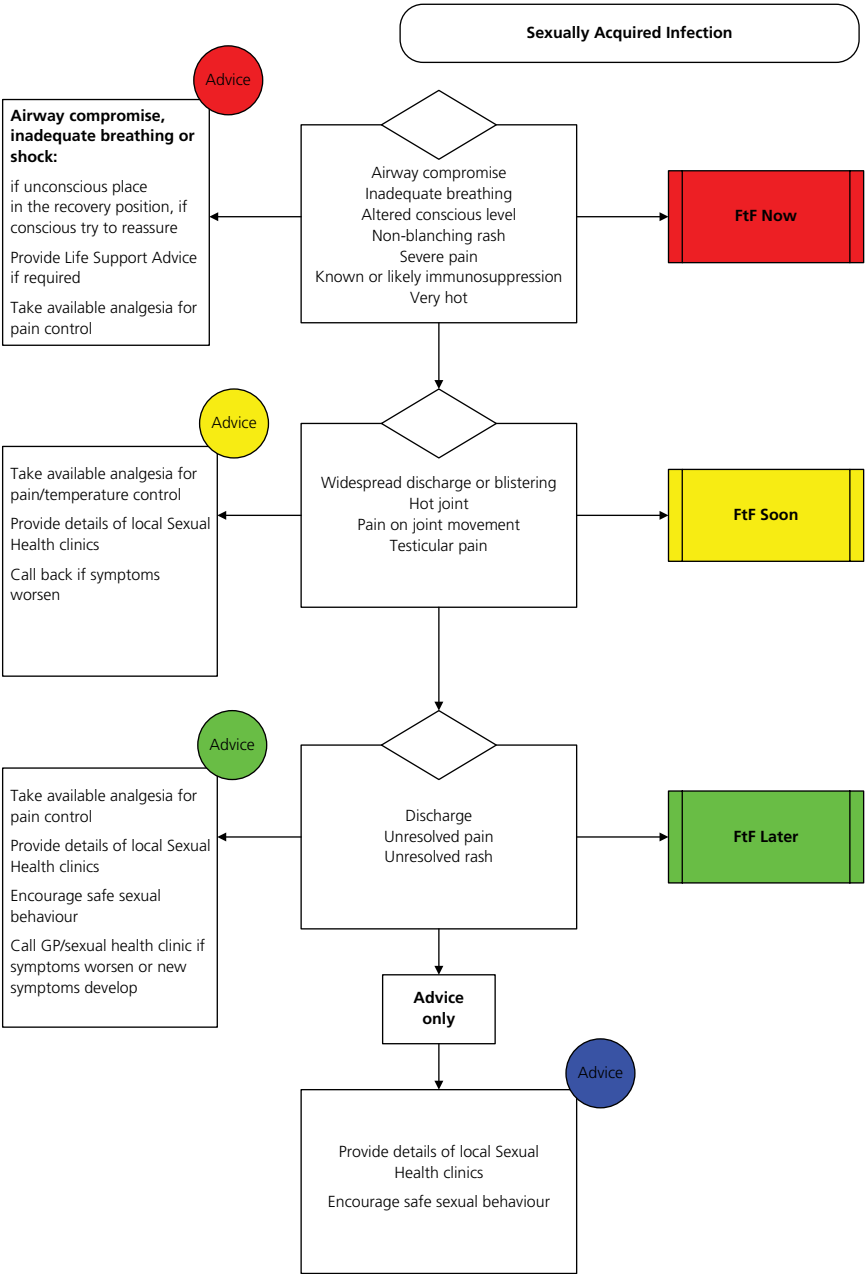 Sexually Acquired Infection
Advice
Airway compromise,
inadequate breathing or
shock:
if unconscious place
in the recovery position, if
conscious try to reassure
Provide Life Support Advice
if required
Take available analgesia for
pain control
Airway compromise
Inadequate breathing
Altered conscious level
Non-blanching rash
Severe pain
Known or likely immunosuppression
Very hot
FtF Now
Advice
Take available analgesia for
pain/temperature control
Provide details of local Sexual
Health clinics
Call back if symptoms
worsen
Widespread discharge or blistering
Hot joint
Pain on joint movement
Testicular pain
FtF Soon
Advice
Take available analgesia for
pain control
Provide details of local Sexual
Health clinics
Encourage safe sexual
behaviour
Call GP/sexual health clinic if
symptoms worsen or new
symptoms develop
Discharge
Unresolved pain
Unresolved rash
FtF Later
Advice
only
Advice
Provide details of local Sexual
Health clinics
Encourage safe sexual behaviour